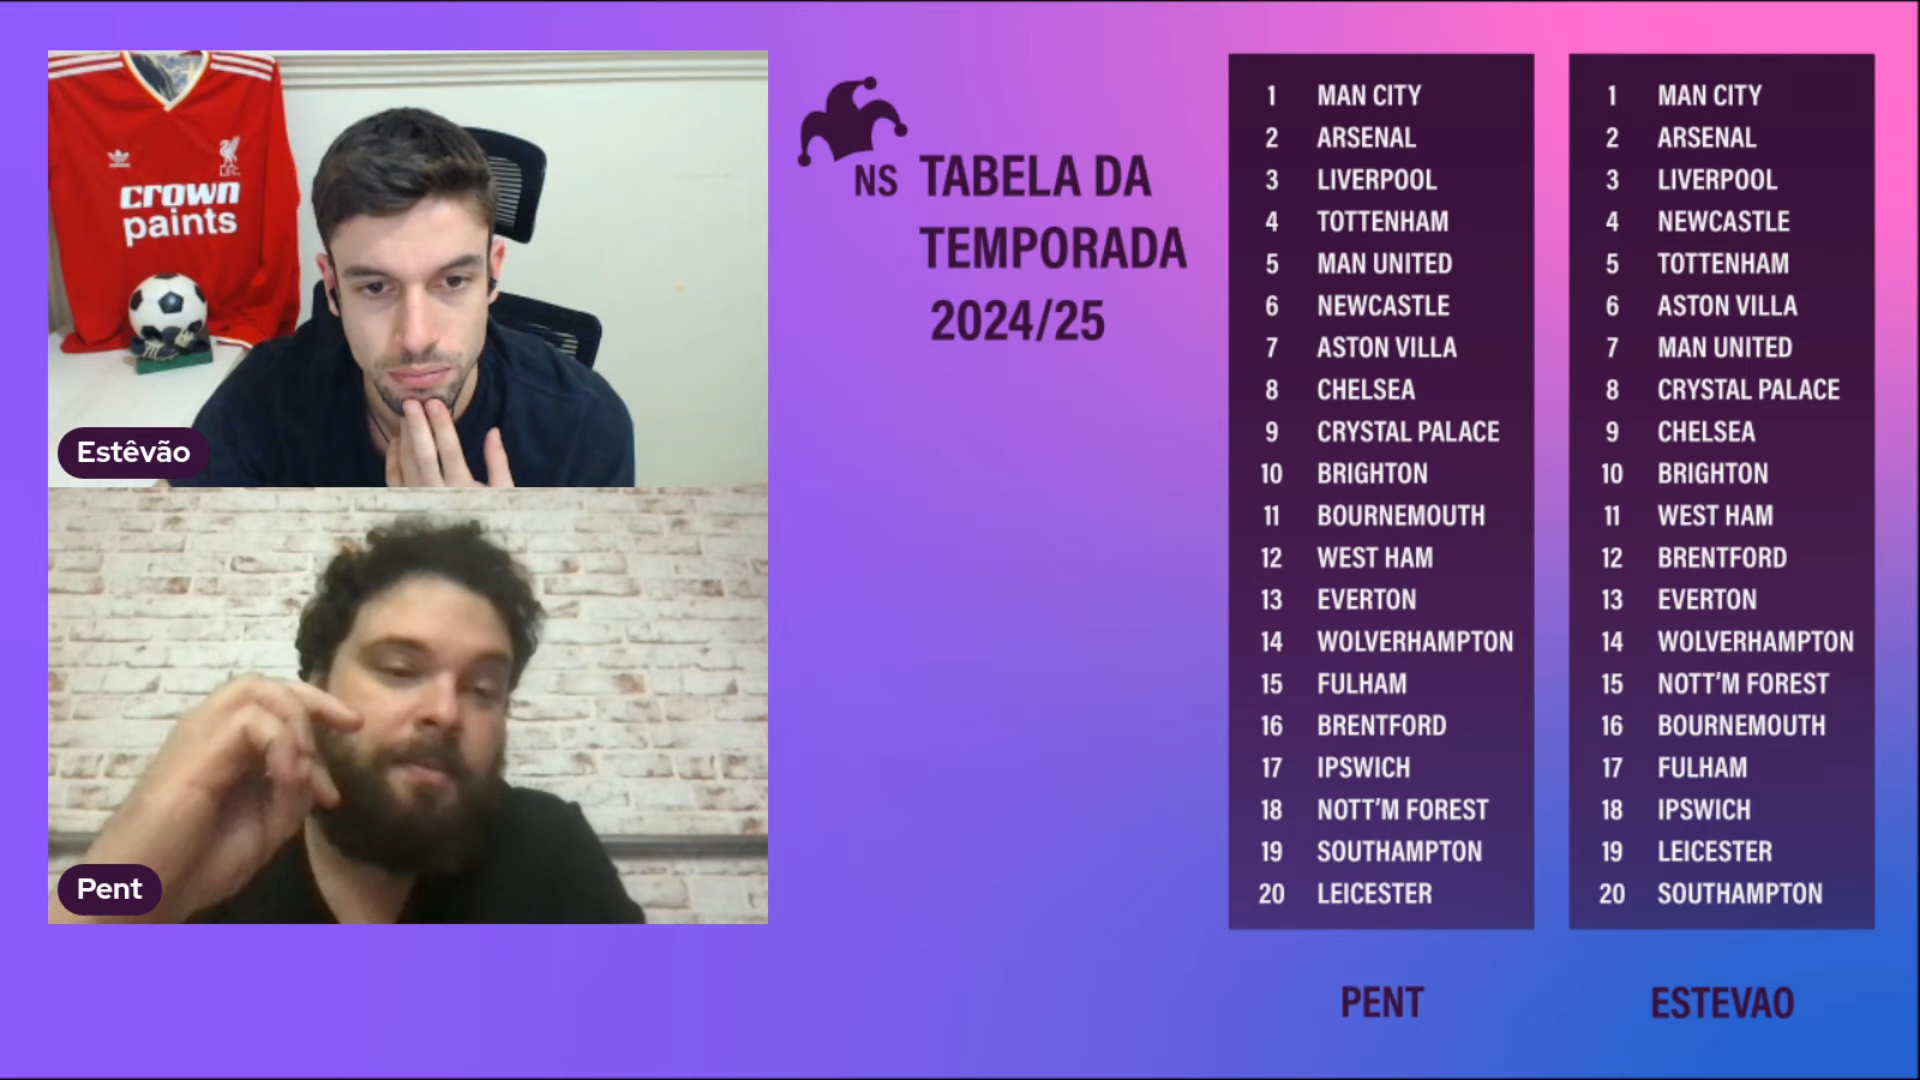 L.F.C.
crown
paints
Estêvão
Pent
NS TABELA DA
TEMPORADA
2024/25
1 MAN CITY
2 ARSENAL
3 LIVERPOOL
4 TOTTENHAM
5 MAN UNITED
6 NEWCASTLE
7 ASTON VILLA
8 CHELSEA
9 CRYSTAL PALACE
10 BRIGHTON
11 BOURNEMOUTH
12 WEST HAM
13 EVERTON
14 WOLVERHAMPTON
15 FULHAM
16 BRENTFORD
17 IPSWICH
18 NOTT'M FOREST
19 SOUTHAMPTON
20 LEICESTER
PENT
1 MAN CITY
2 ARSENAL
3 LIVERPOOL
4 NEWCASTLE
5 TOTTENHAM
6 ASTON VILLA
7 MAN UNITED
8 CRYSTAL PALACE
9 CHELSEA
10 BRIGHTON
11 WEST HAM
12 BRENTFORD
13 EVERTON
14 WOLVERHAMPTON
15 NOTT'M FOREST
16 BOURNEMOUTH
17 FULHAM
18 IPSWICH
19 LEICESTER
20 SOUTHAMPTON
ESTEVAO